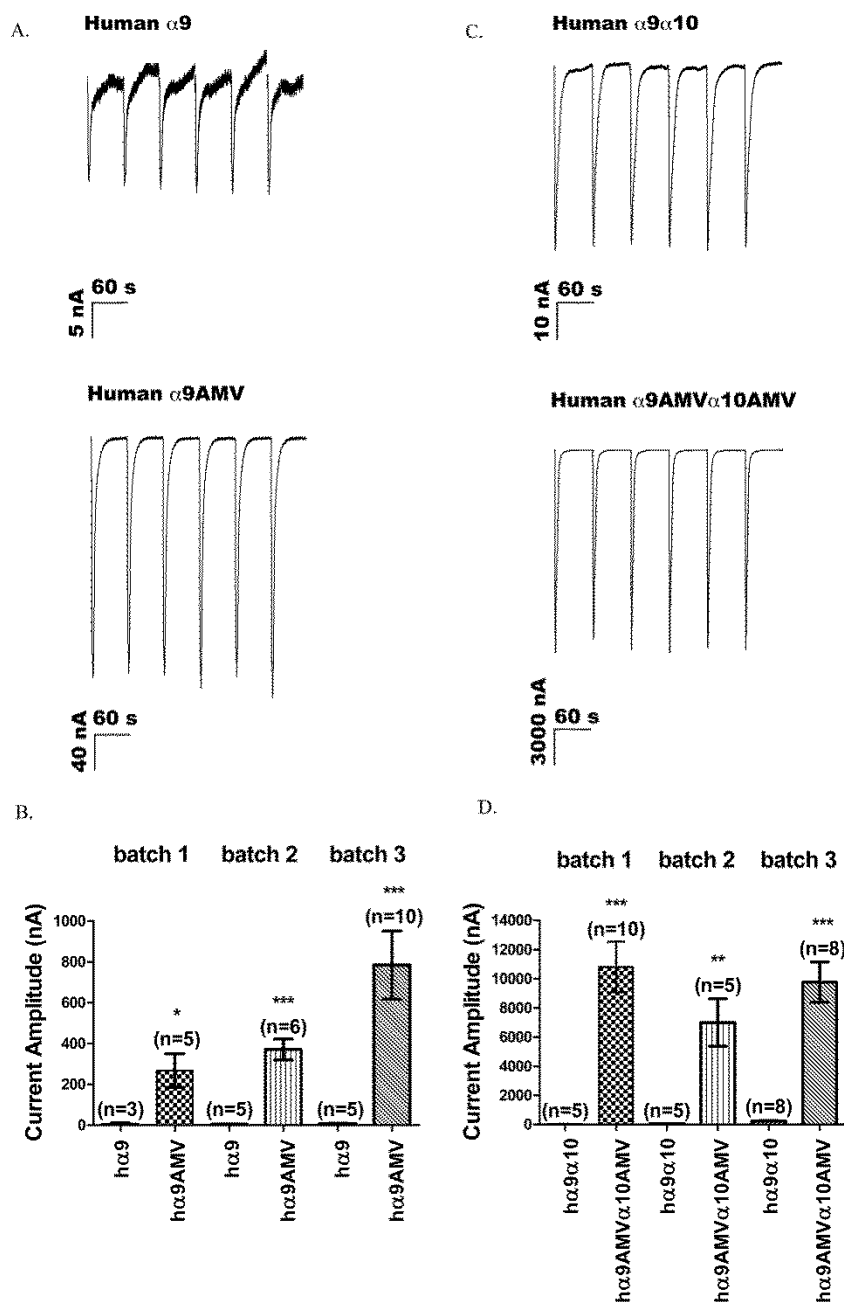 A.
Human α9
5 nA
60 s
Human α9AMV
40 nA
60 s
B.
batch 1 batch 2 batch 3
Current Amplitude (nA)
1000
800
600
400
200
0
(n=3)
*
(n=5)
(n=5)
***
(n=6)
(n=5)
***
(n=10)
hα9
hα9AMV
hα9
hα9AMV
hα9
hα9AMV
C.
Human α9α10
10 nA
60 s
Human α9AMVα10AMV
3000 nA
60 s
D.
batch 1 batch 2 batch 3
Current Amplitude (nA)
14000
12000
10000
8000
6000
4000
2000
0
(n=5)
***
(n=10)
(n=5)
**
(n=5)
(n=8)
***
(n=8)
hα9α10
hα9AMVα10AMV
hα9α10
hα9AMVα10AMV
hα9α10
hα9AMVα10AMV